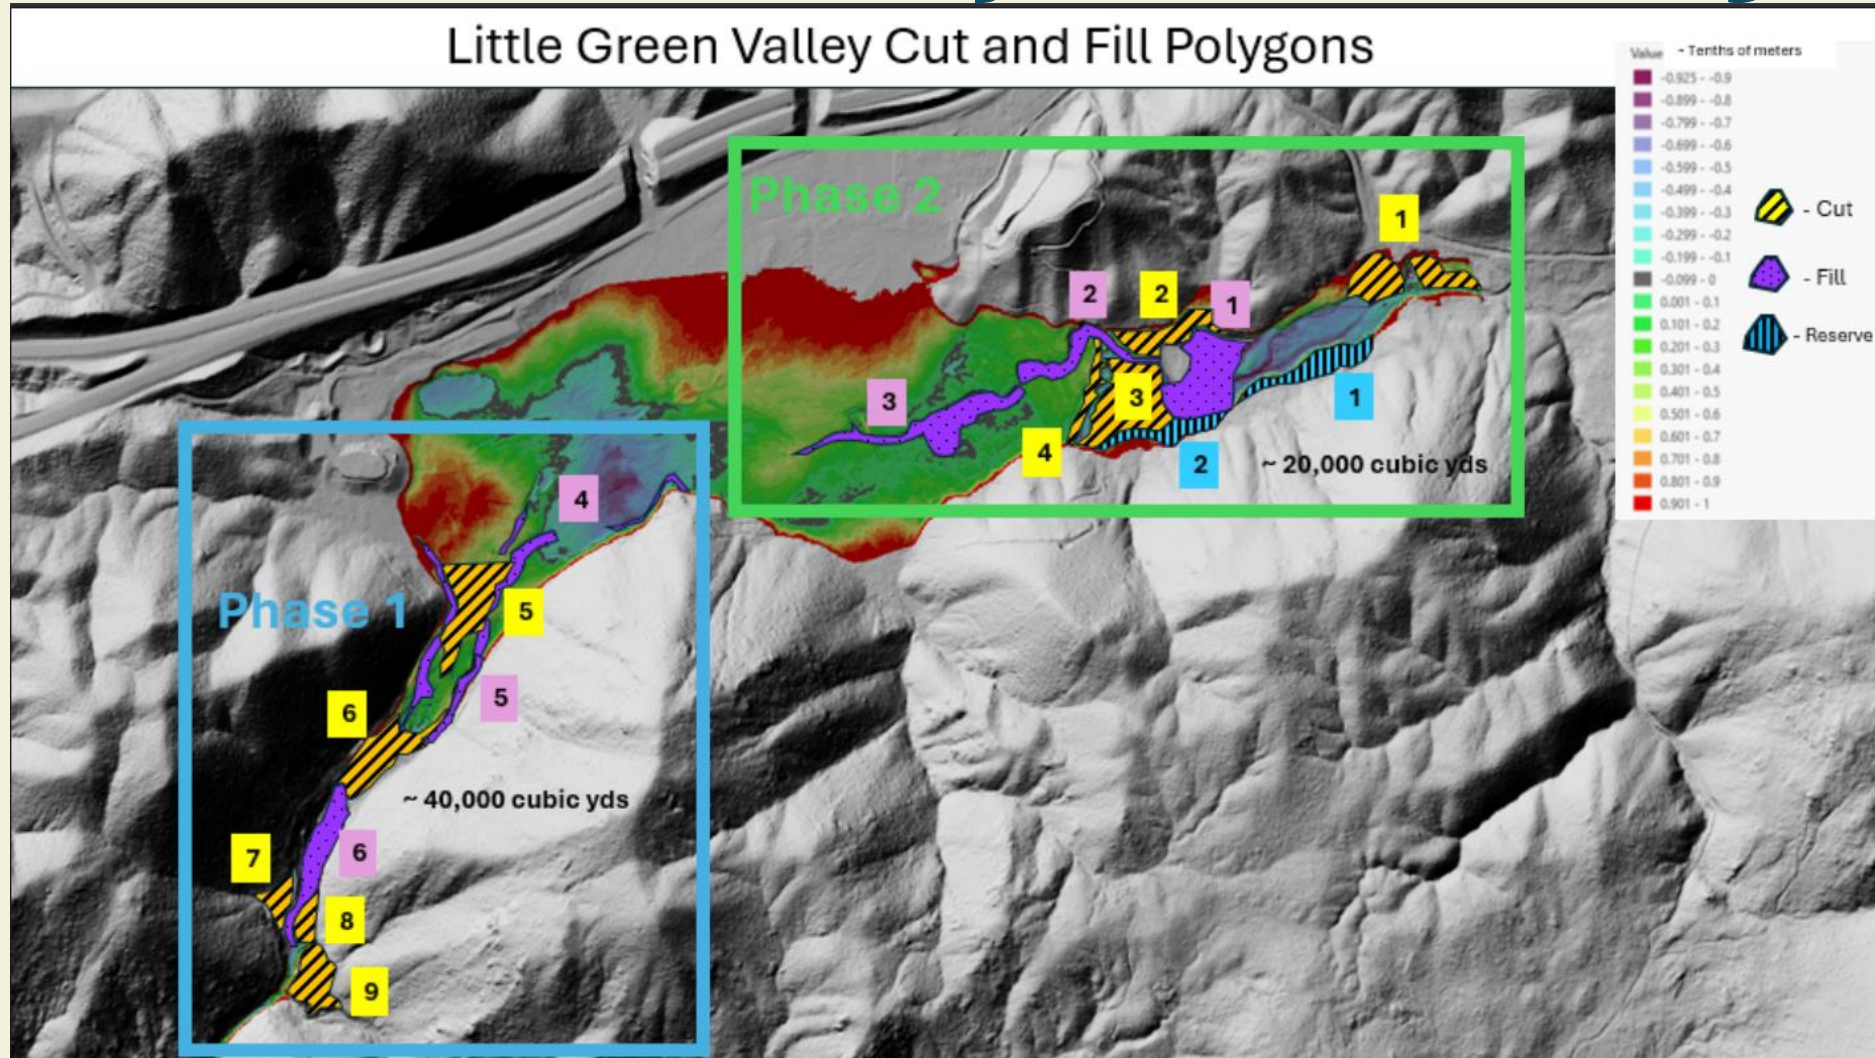 Little Green Valley Cut and Fill Polygons
Value ~ Tenths of meters
-0.925 - -0.9
-0.899 - -0.8
-0.799 - -0.7
-0.699 - -0.6
-0.599 - -0.5
-0.499 - -0.4
-0.399 - -0.3
-0.299 - -0.2
-0.199 - -0.1
-0.099 - 0
0.001 - 0.1
0.101 - 0.2
0.201 - 0.3
0.301 - 0.4
0.401 - 0.5
0.501 - 0.6
0.601 - 0.7
0.701 - 0.8
0.801 - 0.9
0.901 - 1
- Cut
- Fill
- Reserve
Phase 2
1
2
2
1
3
3
1
4
2
~ 20,000 cubic yds
Phase 1
4
5
5
6
~ 40,000 cubic yds
7
6
8
9